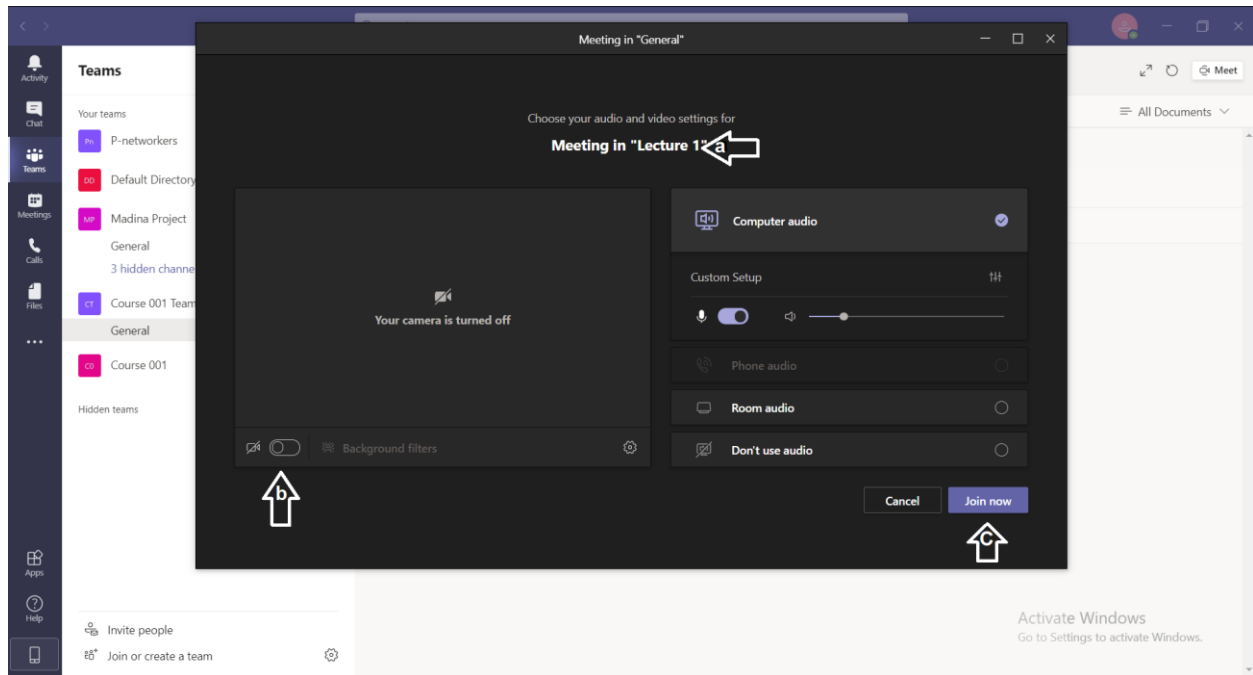 Meeting in "General"
Activity
Chat
Teams
Meetings
Calls
Files
Apps
Help
Teams
Your teams
Pn P-networkers
DD Default Directory
MP Madina Project
General
3 hidden channe
CT Course 001 Team
General
C0 Course 001
Hidden teams
Invite people
Join or create a team
Choose your audio and video settings for
Meeting in "Lecture 1" a
Your camera is turned off
Background filters
b
Computer audio
Custom Setup
Phone audio
Room audio
Don't use audio
Cancel
Join now
C
Meet
All Documents
Activate Windows
Go to Settings to activate Windows.